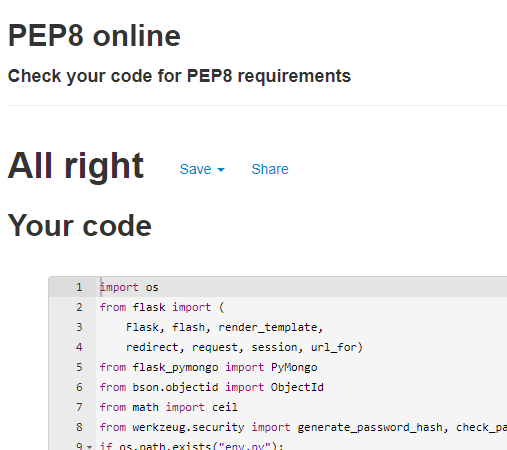 PEP8 online
Check your code for PEP8 requirements
All right Save Share
Your code
1 import os
2 from flask import (
3 Flask, flash, render_template,
4 redirect, request, session, url_for)
5 from flask_pymongo import PyMongo
6 from bson.objectid import ObjectId
7 from math import ceil
8 from werkzeug.security import generate_password_hash,
9 if os.path.exists("env.py"):